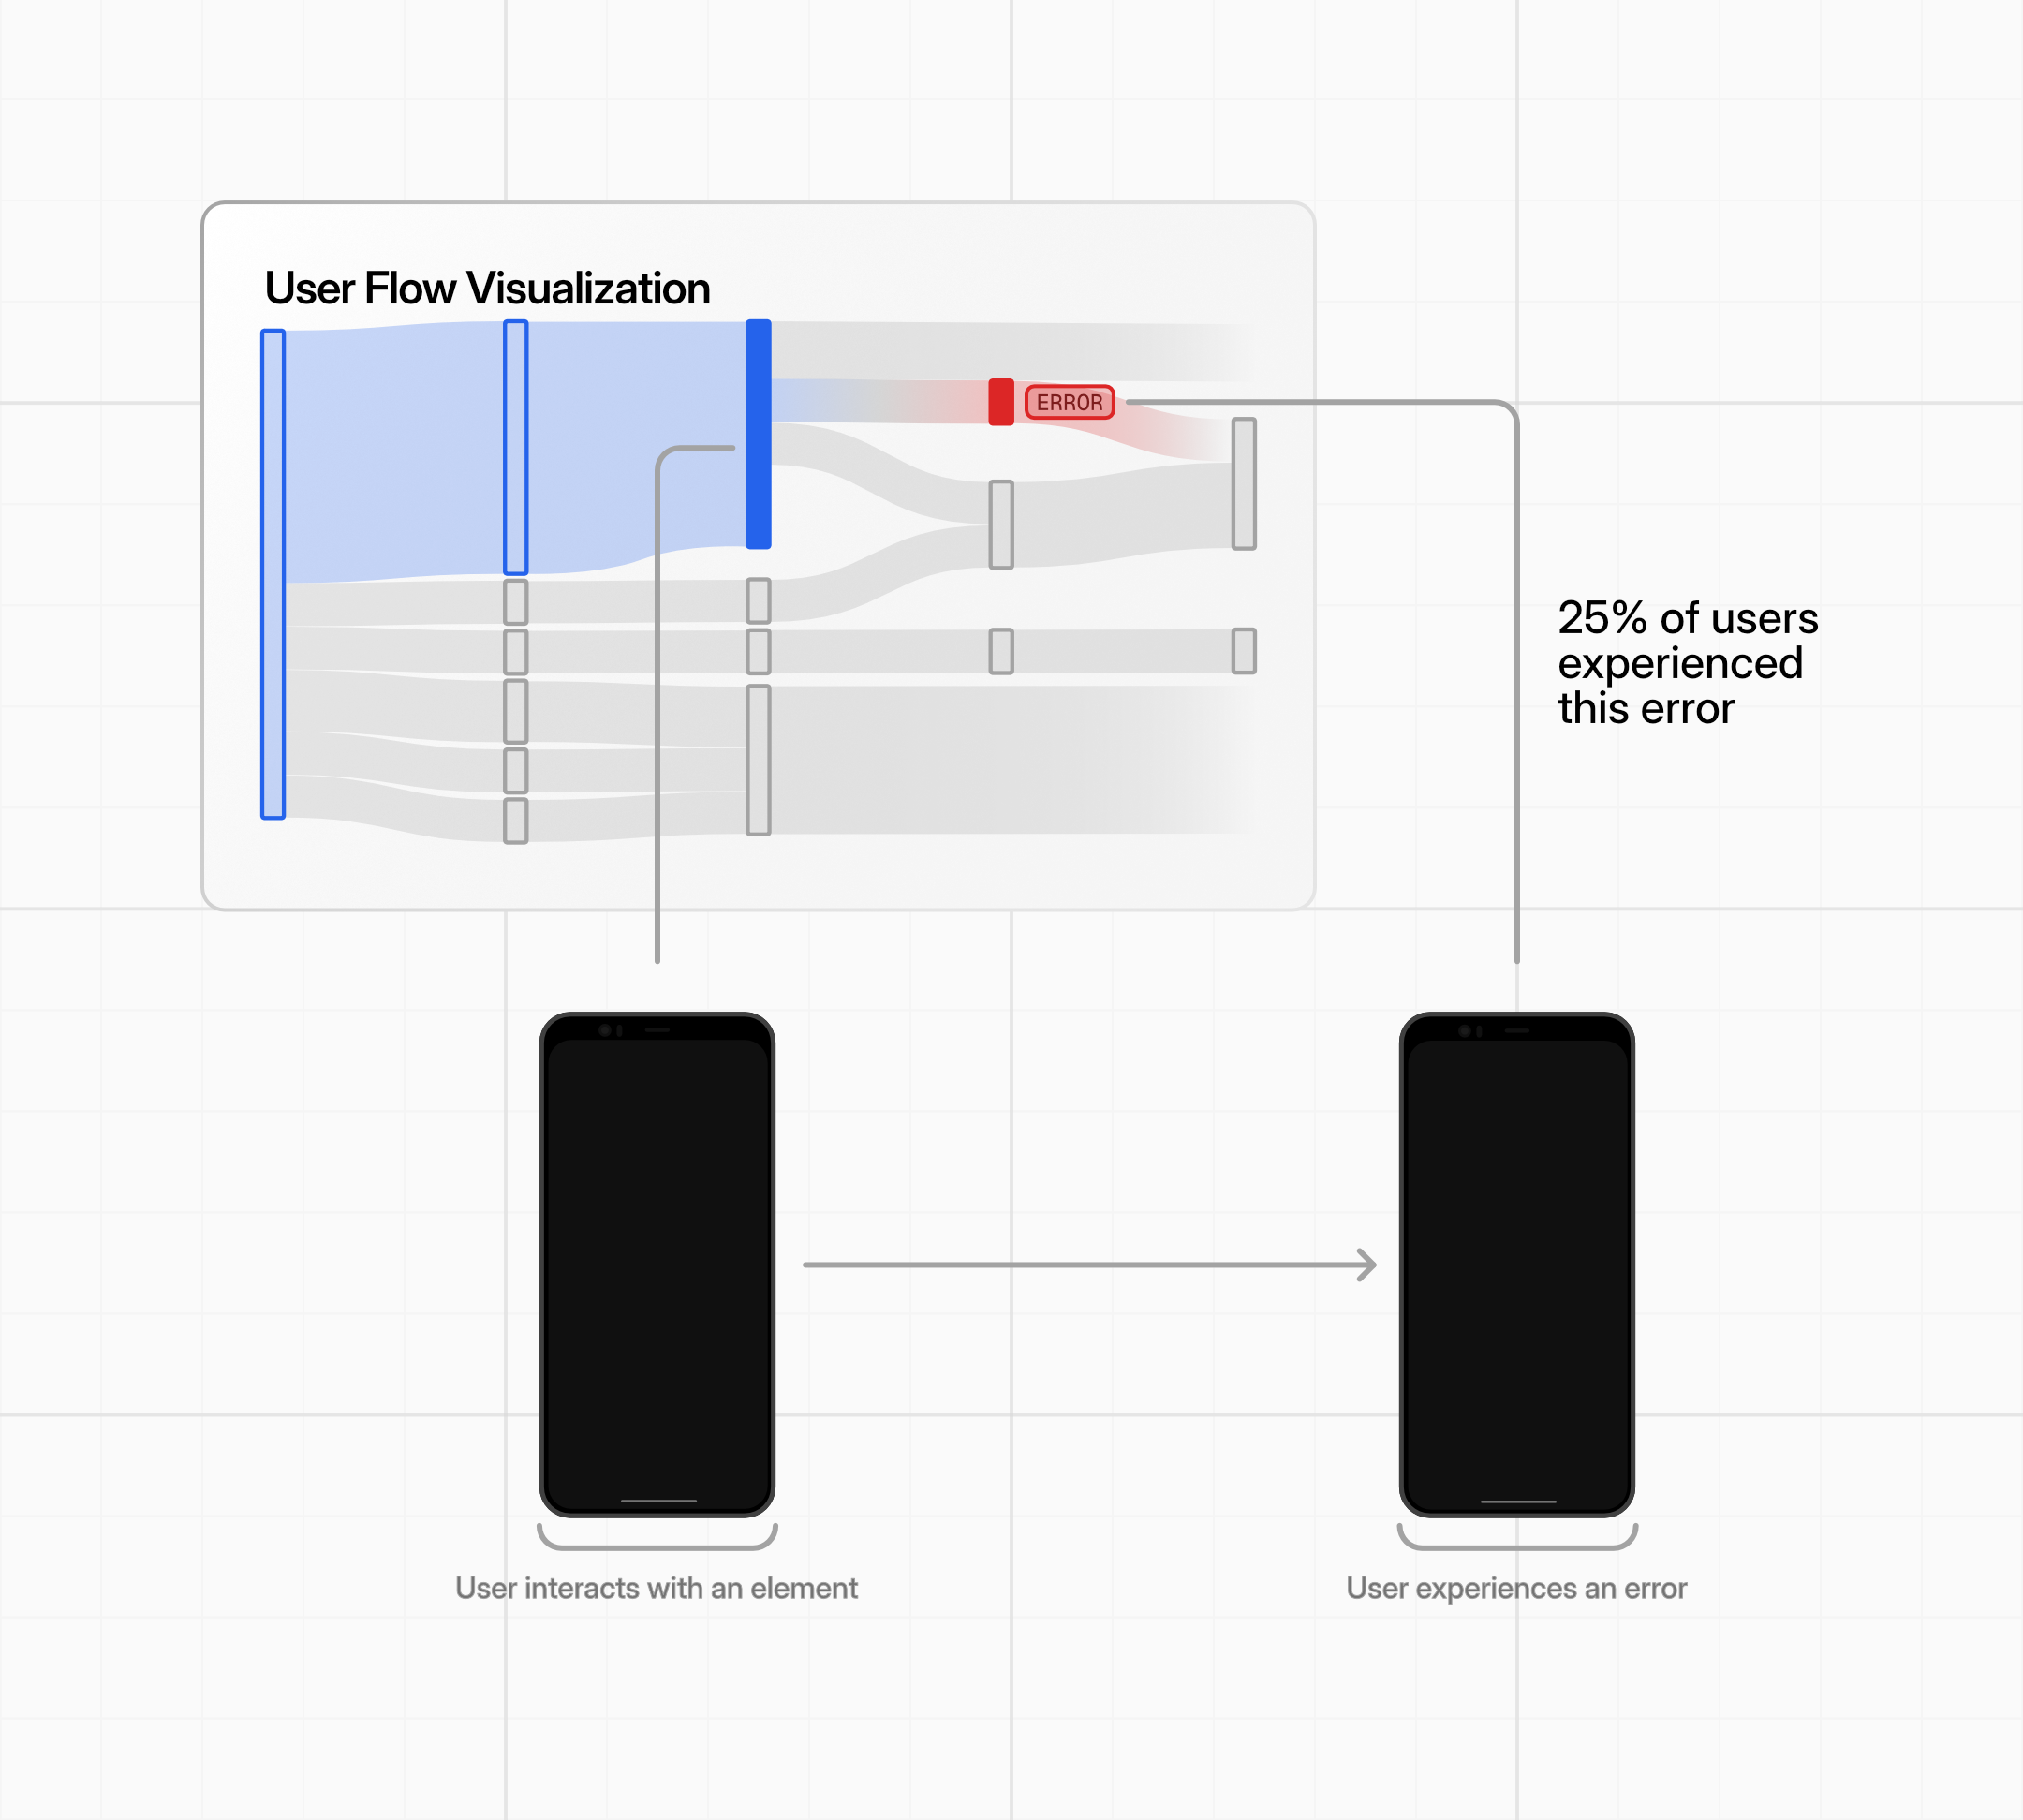 User Flow Visualization
ERROR
25% of users
experienced
this error
User interacts with an element
User experiences an error